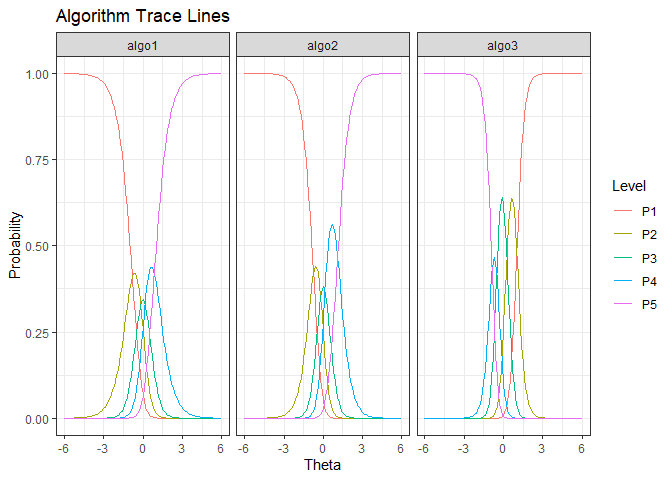 Algorithm Trace Lines
algo1
algo2
algo3
1.00
0.75
0.50
0.25
0.00
Probability
-6 -3 0 3 6
-6 -3 0 3 6
-6 -3 0 3 6
Theta
Level
P1
P2
P3
P4
P5